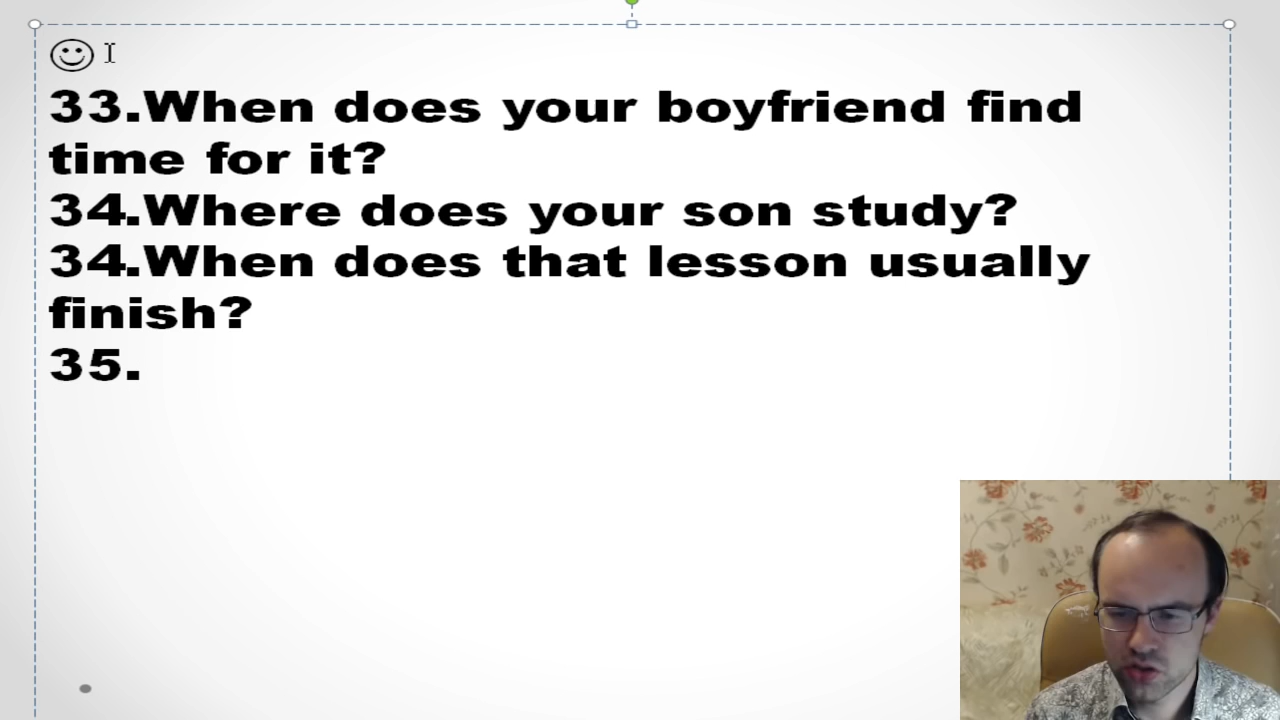 33.When does your boyfriend find
time for it?
34.Where does your son study?
34.When does that lesson usually
finish?
35.